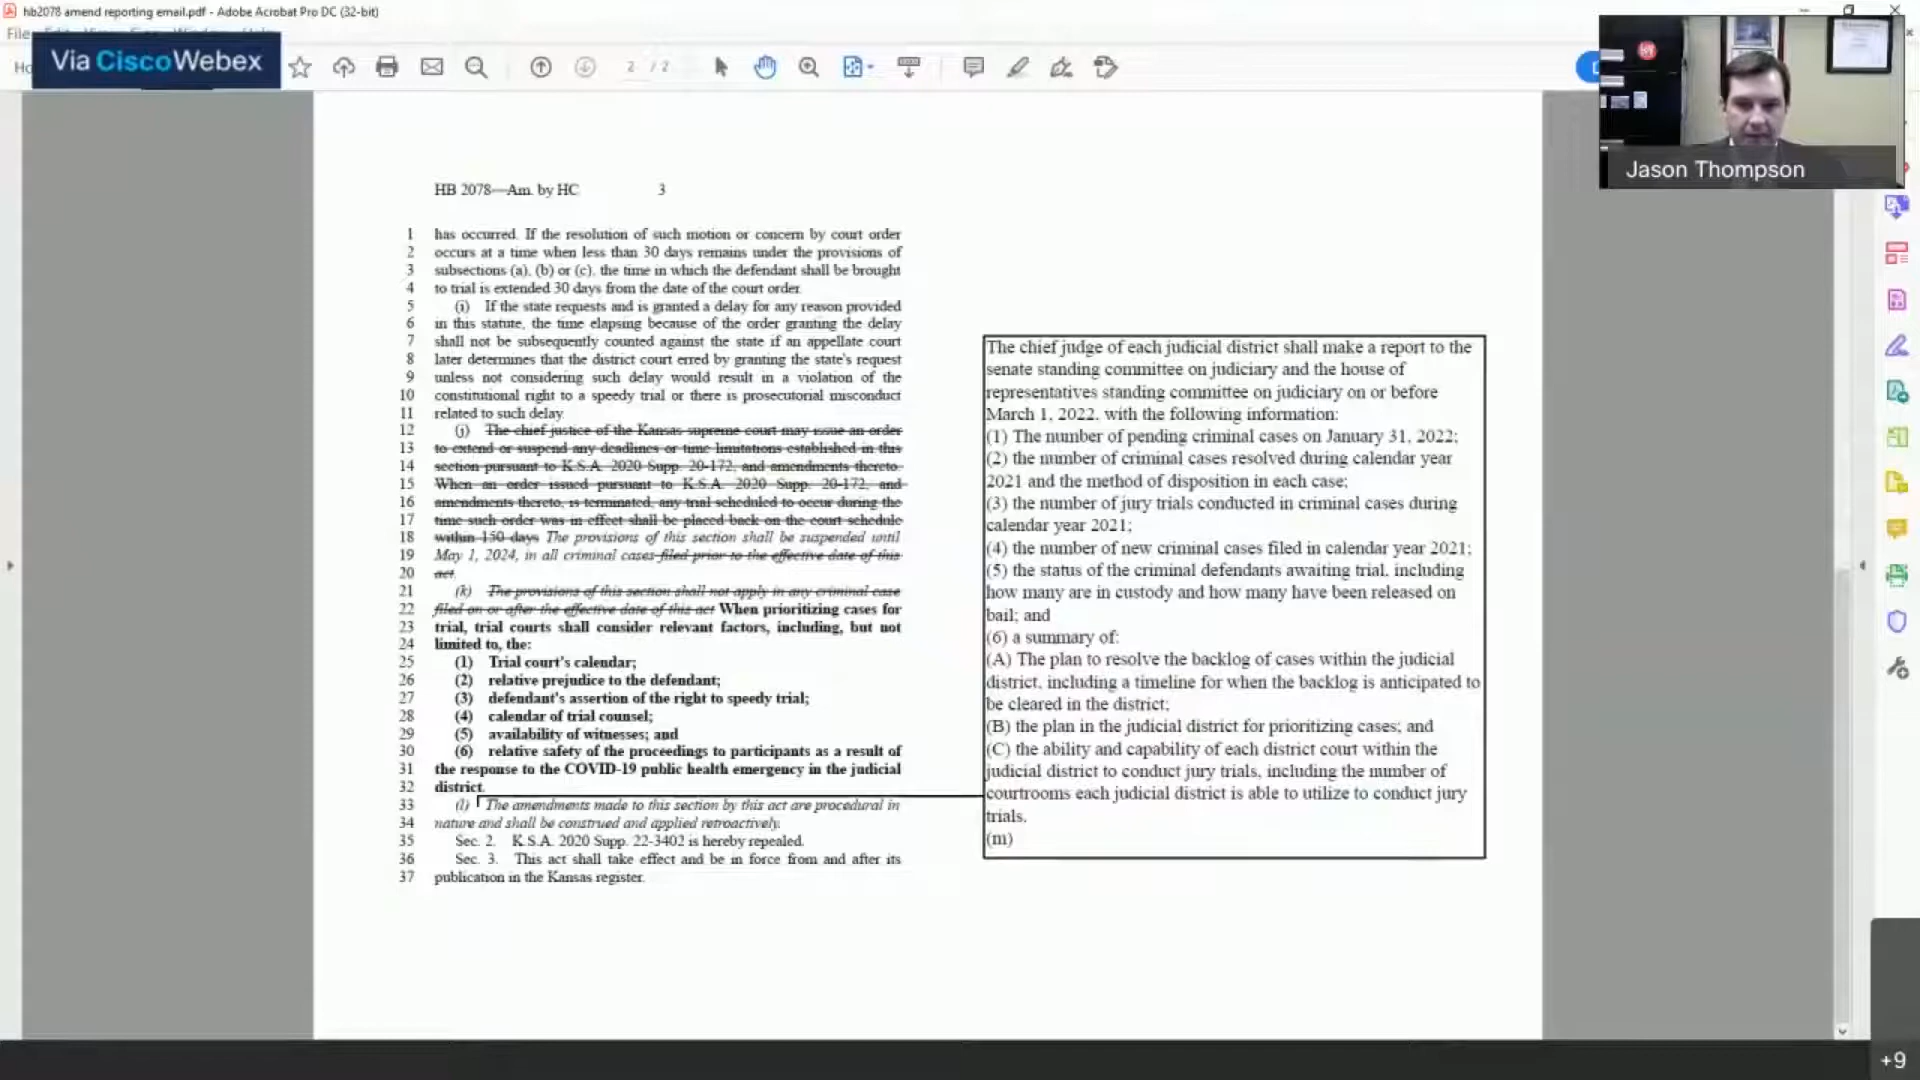 hb2078 amend reporting email.pdf - Adobe Acrobat Pro DC (32-bit)
Via CiscoWebex
2 / 2
Jason Thompson
HB 2078—Am. by HC 3
1 has occurred. If the resolution of such motion or concern by court order
2 occurs at a time when less than 30 days remains under the provisions of
3 subsections (a), (b) or (c), the time in which the defendant shall be brought
4 to trial is extended 30 days from the date of the court order.
5 (i) If the state requests and is granted a delay for any reason provided
6 in this statute, the time elapsing because of the order granting the delay
7 shall not be subsequently counted against the state if an appellate court
8 later determines that the district court erred by granting the state's request
9 unless not considering such delay would result in a violation of the
10 constitutional right to a speedy trial or there is prosecutorial misconduct
11 related to such delay.
12 (j) The chief justice of the Kansas supreme court may issue an order
13 to extend or suspend any deadlines or time limitations established in this
14 section pursuant to K.S.A. 2020 Supp. 20-172, and amendments thereto.
15 When an order issued pursuant to K.S.A. 2020 Supp. 20-172, and
16 amendments thereto, is terminated, any trial scheduled to occur during the
17 time such order was in effect shall be placed back on the court schedule
18 within 150 days The provisions of this section shall be suspended until
19 May 1, 2024, in all criminal cases filed prior to the effective date of this
20 act.
21 (k) The provisions of this section shall not apply in any criminal case
22 filed on or after the effective date of this act When prioritizing cases for
23 trial, trial courts shall consider relevant factors, including, but not
24 limited to, the:
25 (1) Trial court's calendar;
26 (2) relative prejudice to the defendant;
27 (3) defendant's assertion of the right to speedy trial;
28 (4) calendar of trial counsel;
29 (5) availability of witnesses; and
30 (6) relative safety of the proceedings to participants as a result of
31 the response to the COVID-19 public health emergency in the judicial
32 district.
33 (l) The amendments made to this section by this act are procedural in
34 nature and shall be construed and applied retroactively.
35 Sec. 2. K.S.A. 2020 Supp. 22-3402 is hereby repealed.
36 Sec. 3. This act shall take effect and be in force from and after its
37 publication in the Kansas register.
The chief judge of each judicial district shall make a report to the
senate standing committee on judiciary and the house of
representatives standing committee on judiciary on or before
March 1, 2022, with the following information:
(1) The number of pending criminal cases on January 31, 2022;
(2) the number of criminal cases resolved during calendar year
2021 and the method of disposition in each case;
(3) the number of jury trials conducted in criminal cases during
calendar year 2021;
(4) the number of new criminal cases filed in calendar year 2021;
(5) the status of the criminal defendants awaiting trial, including
how many are in custody and how many have been released on
bail; and
(6) a summary of:
(A) The plan to resolve the backlog of cases within the judicial
district, including a timeline for when the backlog is anticipated to
be cleared in the district;
(B) the plan in the judicial district for prioritizing cases; and
(C) the ability and capability of each district court within the
judicial district to conduct jury trials, including the number of
courtrooms each judicial district is able to utilize to conduct jury
trials.
(m)
+9